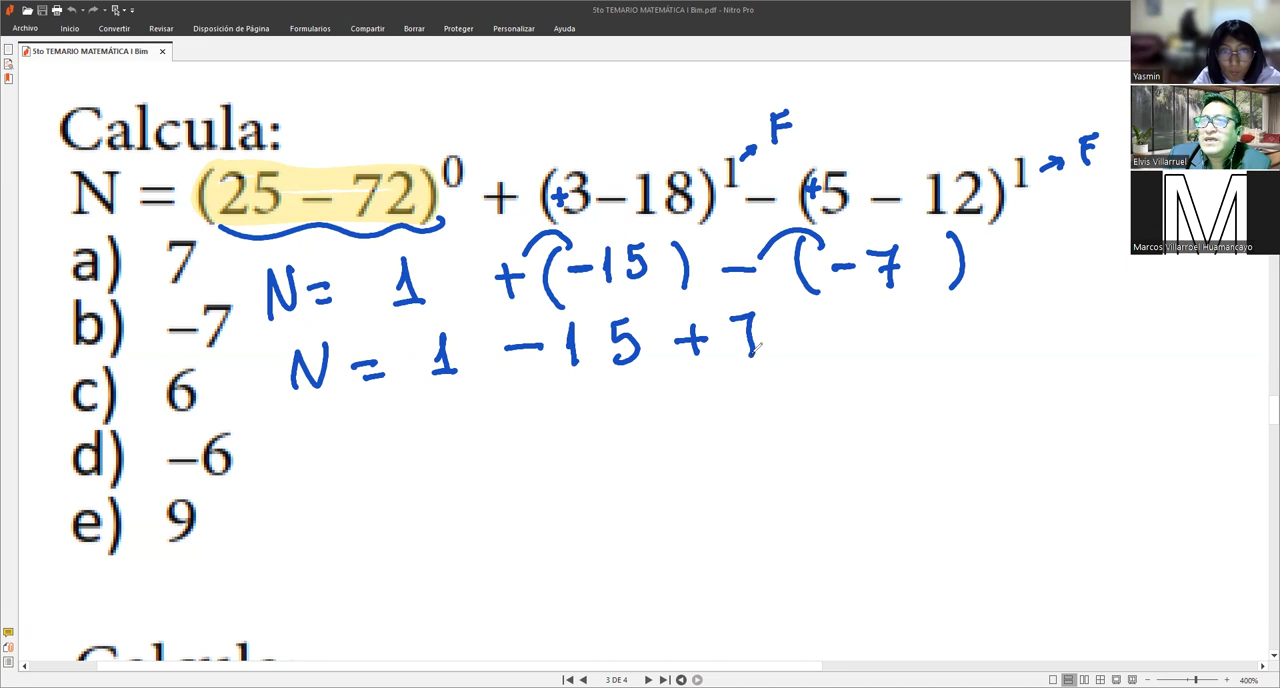 5to TEMARIO MATEMÁTICA I Bim.pdf - Nitro Pro
Archivo Inicio Convertir Revisar Disposición de Página Formularios Compartir Borrar Proteger Personalizar Ayuda
5to TEMARIO MATEMÁTICA I Bim
Yasmin
Elvis Villarruel
M
Marcos Villarroel Huamancayo
Calcula:
F F
N = (25 – 72)⁰ + (+3–18)¹ – (+5 – 12)¹
N = 1 + (-15) - (-7)
N = 1 - 15 + 7
a) 7
b) –7
c) 6
d) –6
e) 9
3 DE 4
400%